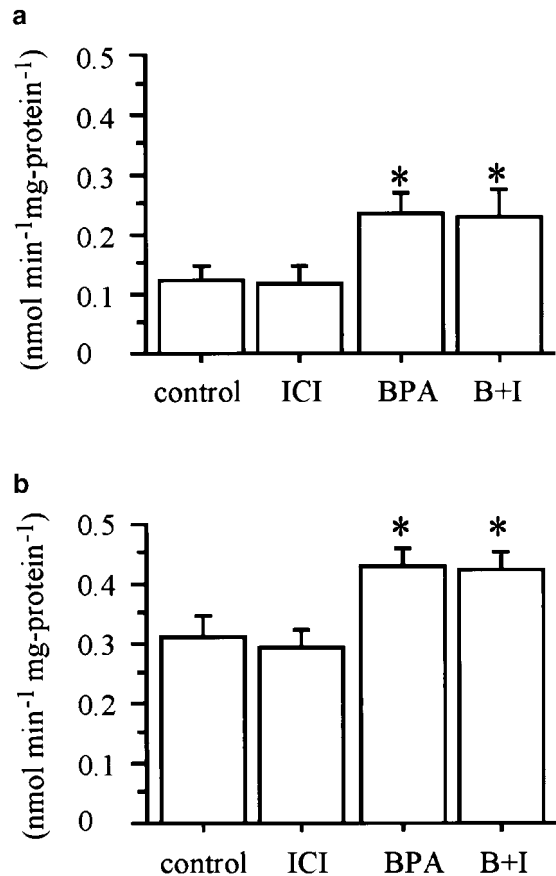 a
(nmol min⁻¹mg-protein⁻¹)
0.5
0.4
0.3
0.2
0.1
0
* *
control ICI BPA B+I
b
(nmol min⁻¹ mg-protein⁻¹)
0.5
0.4
0.3
0.2
0.1
0
* *
control ICI BPA B+I